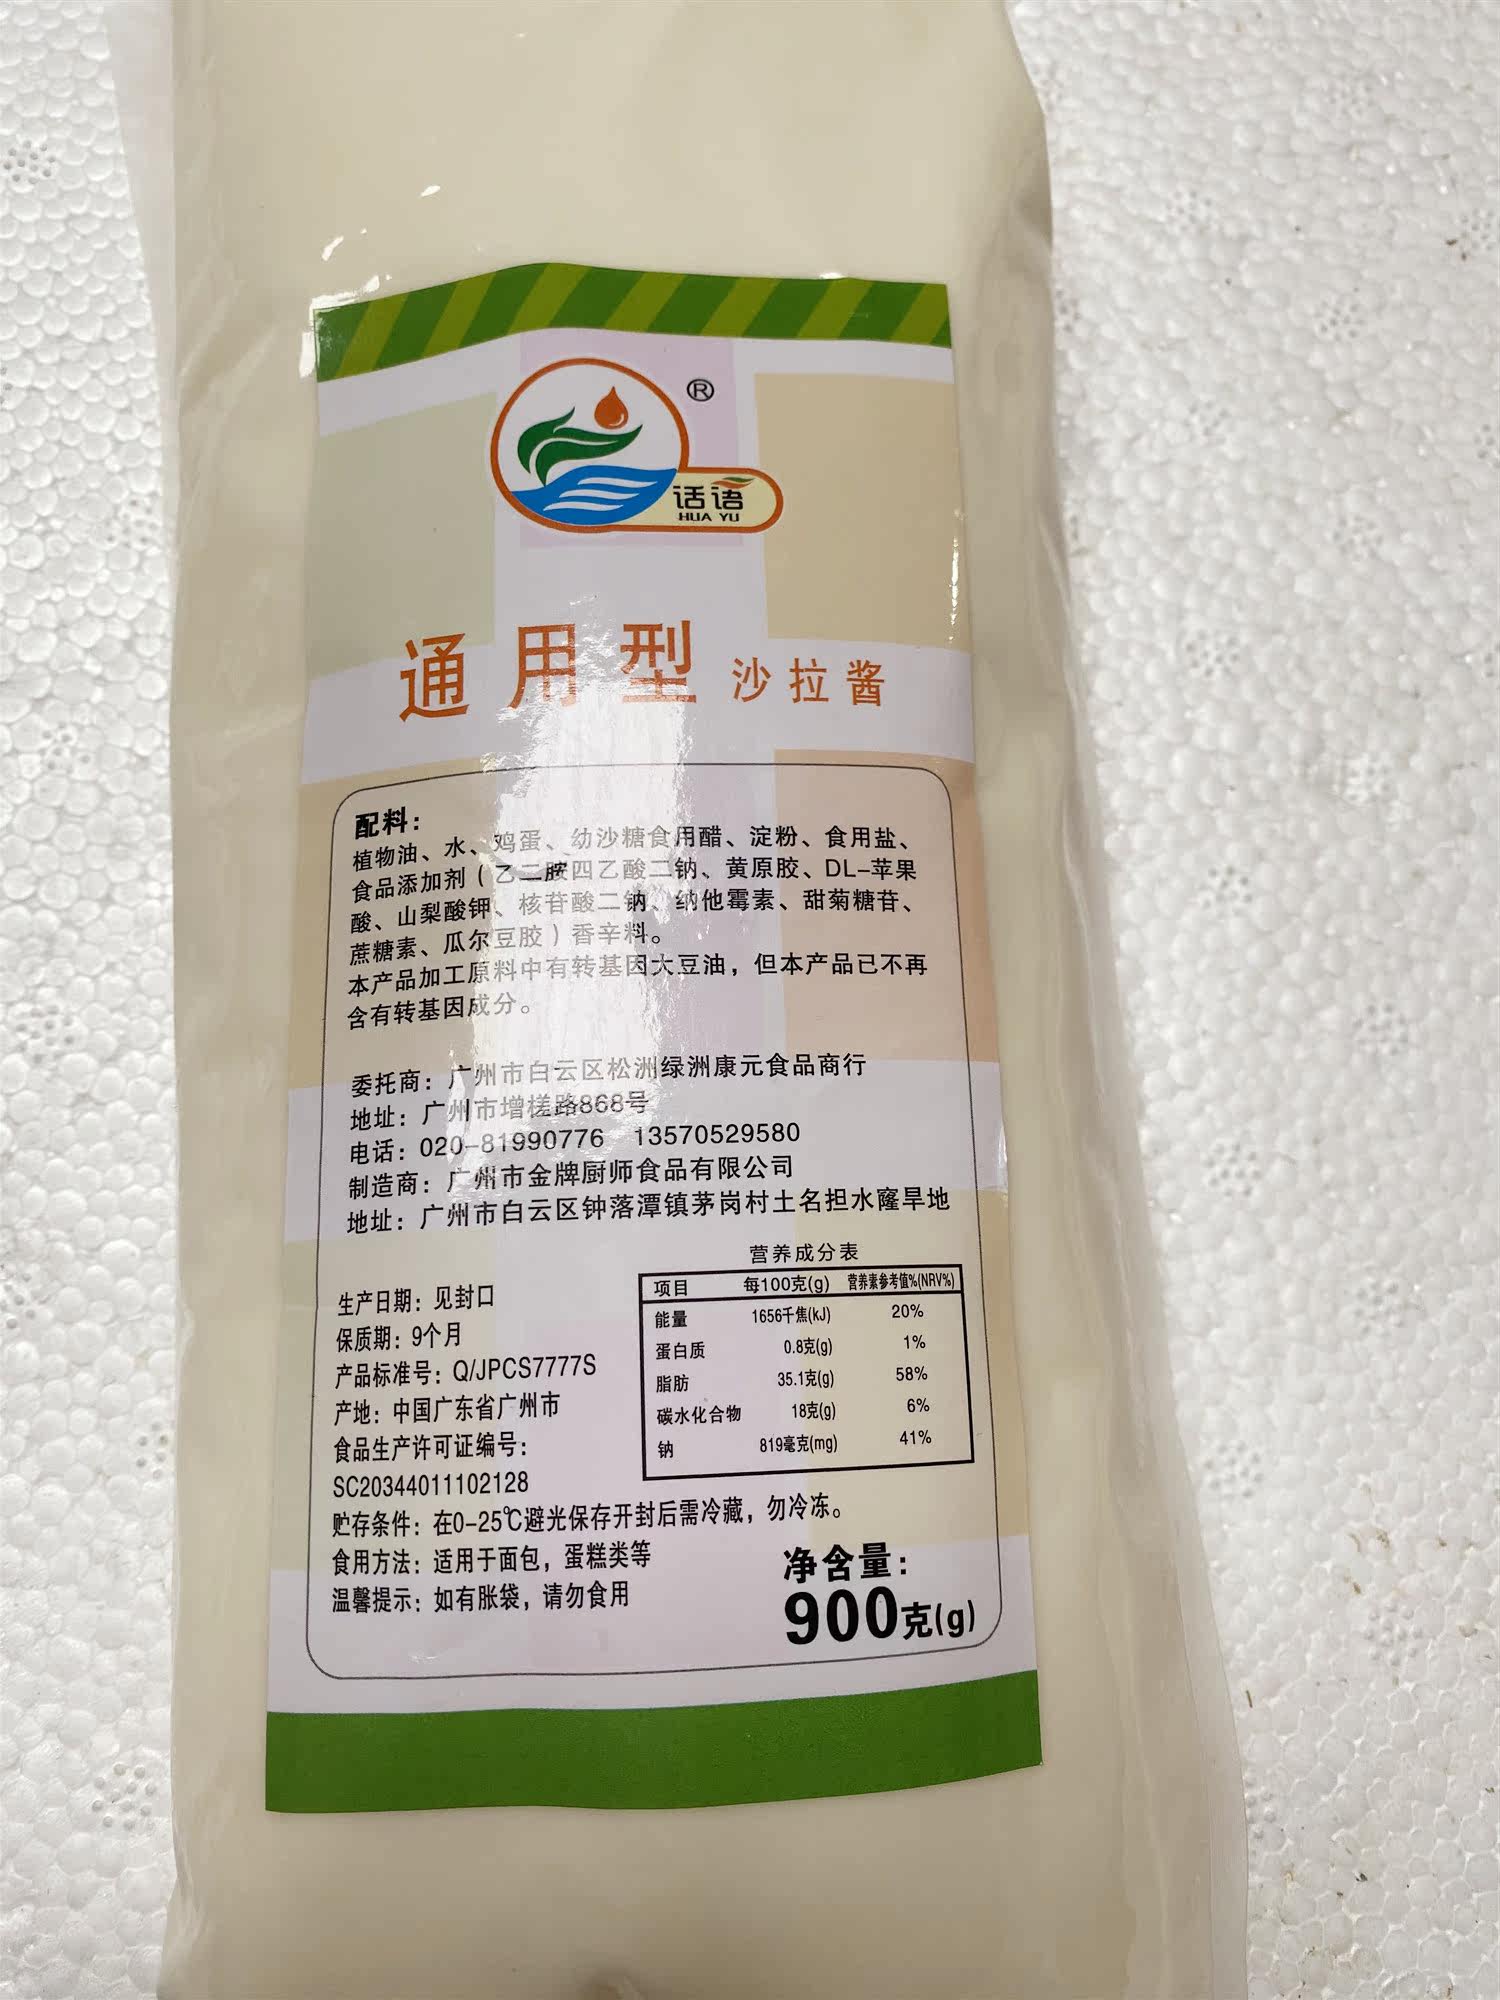 ®
话语
HUA YU
通用型 沙拉酱
配料:
植物油、水、鸡蛋、幼沙糖食用醋、淀粉、食用盐、
食品添加剂(乙二胺四乙酸二钠、黄原胶、DL-苹果
酸、山梨酸钾、核苷酸二钠、纳他霉素、甜菊糖苷、
蔗糖素、瓜尔豆胶)香辛料。
本产品加工原料中有转基因大豆油，但本产品已不再
含有转基因成分。
委托商：广州市白云区松洲绿洲康元食品商行
地址：广州市增槎路868号
电话：020-81990776 13570529580
制造商：广州市金牌厨师食品有限公司
地址：广州市白云区钟落潭镇茅岗村土名担水窿旱地
生产日期：见封口
保质期：9个月
产品标准号：Q/JPCS7777S
产地：中国广东省广州市
食品生产许可证编号：
SC20344011102128
营养成分表
项目 每100克(g) 营养素参考值%(NRV%)
能量 1656千焦(kJ) 20%
蛋白质 0.8克(g) 1%
脂肪 35.1克(g) 58%
碳水化合物 18克(g) 6%
钠 819毫克(mg) 41%
贮存条件：在0-25℃避光保存开封后需冷藏，勿冷冻。
食用方法：适用于面包，蛋糕类等
温馨提示：如有胀袋，请勿食用
净含量：
900克(g)